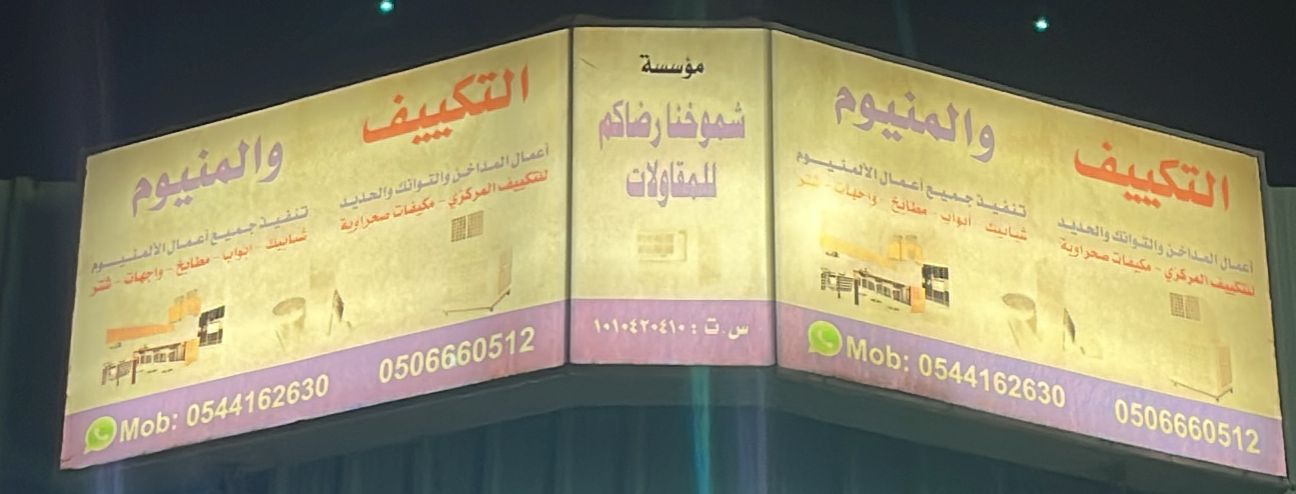 التكييف
والمنيوم
أعمال المداخن والتوانك والحديد
للتكييف المركزي - مكيفات صحراوية
تنفيذ جميع أعمال الألمنيوم
شبابيك - أبواب - مطابخ - واجهات - شتر
Mob: 0544162630 0506660512
مؤسسة
شموخنا رضاكم
للمقاولات
س.ت : ١٠١٠٤٢٠٤١٠
التكييف
والمنيوم
أعمال المداخن والتوانك والحديد
للتكييف المركزي - مكيفات صحراوية
تنفيذ جميع أعمال الألمنيوم
شبابيك - أبواب - مطابخ - واجهات - شتر
Mob: 0544162630 0506660512